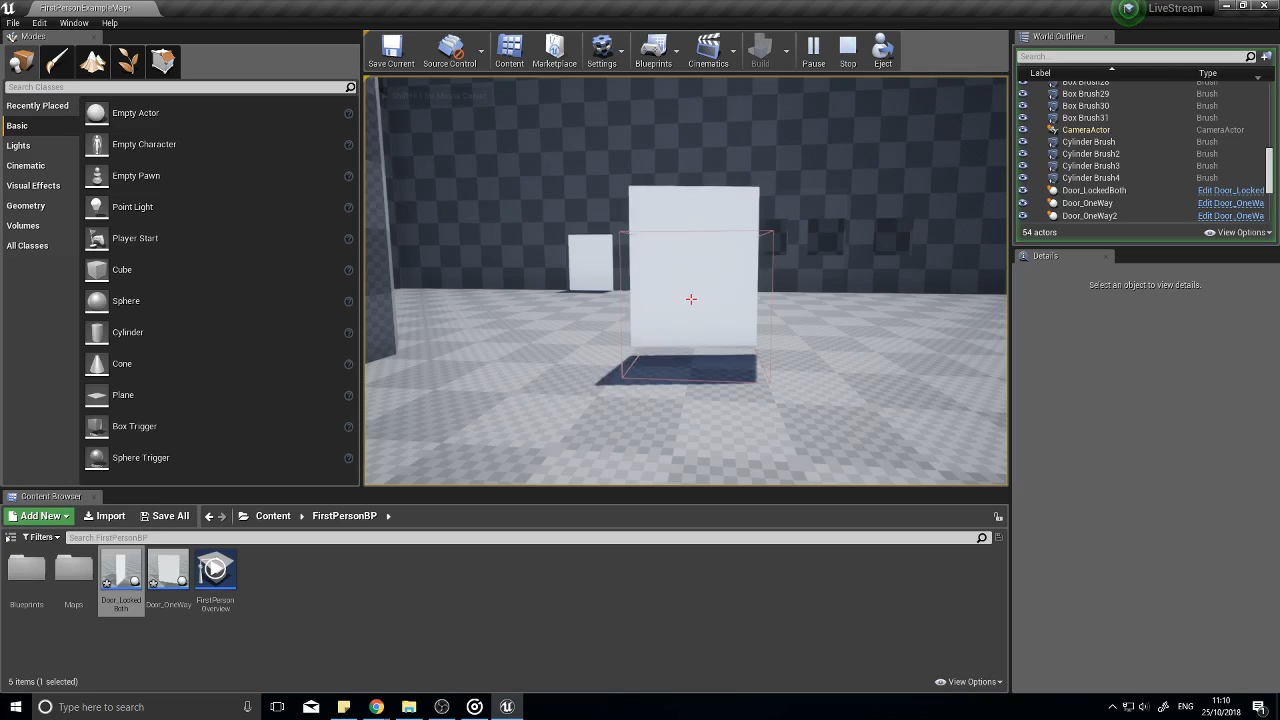 FirstPersonExampleMap*
LiveStream
File Edit Window Help
Modes
World Outliner
Save Current Source Control Content Marketplace Settings Blueprints Cinematics Build Pause Stop Eject
Search...
Label Type
Search Classes
Recently Placed
Basic
Lights
Cinematic
Visual Effects
Geometry
Volumes
All Classes
Empty Actor
Empty Character
Empty Pawn
Point Light
Player Start
Cube
Sphere
Cylinder
Cone
Plane
Box Trigger
Sphere Trigger
Shift+F1 for Mouse Cursor
Box Brush28 Brush
Box Brush29 Brush
Box Brush30 Brush
Box Brush31 Brush
CameraActor CameraActor
Cylinder Brush Brush
Cylinder Brush2 Brush
Cylinder Brush3 Brush
Cylinder Brush4 Brush
Door_LockedBoth Edit Door_Locked
Door_OneWay Edit Door_OneWa
Door_OneWay2 Edit Door_OneWa
54 actors View Options
Details
Select an object to view details.
Content Browser
Add New Import Save All Content FirstPersonBP
Filters Search FirstPersonBP
Blueprints
Maps
Door_Locked
Both
Door_OneWay
FirstPerson
Overview
5 items (1 selected) View Options
Type here to search
ENG
11:10
25/10/2018
1